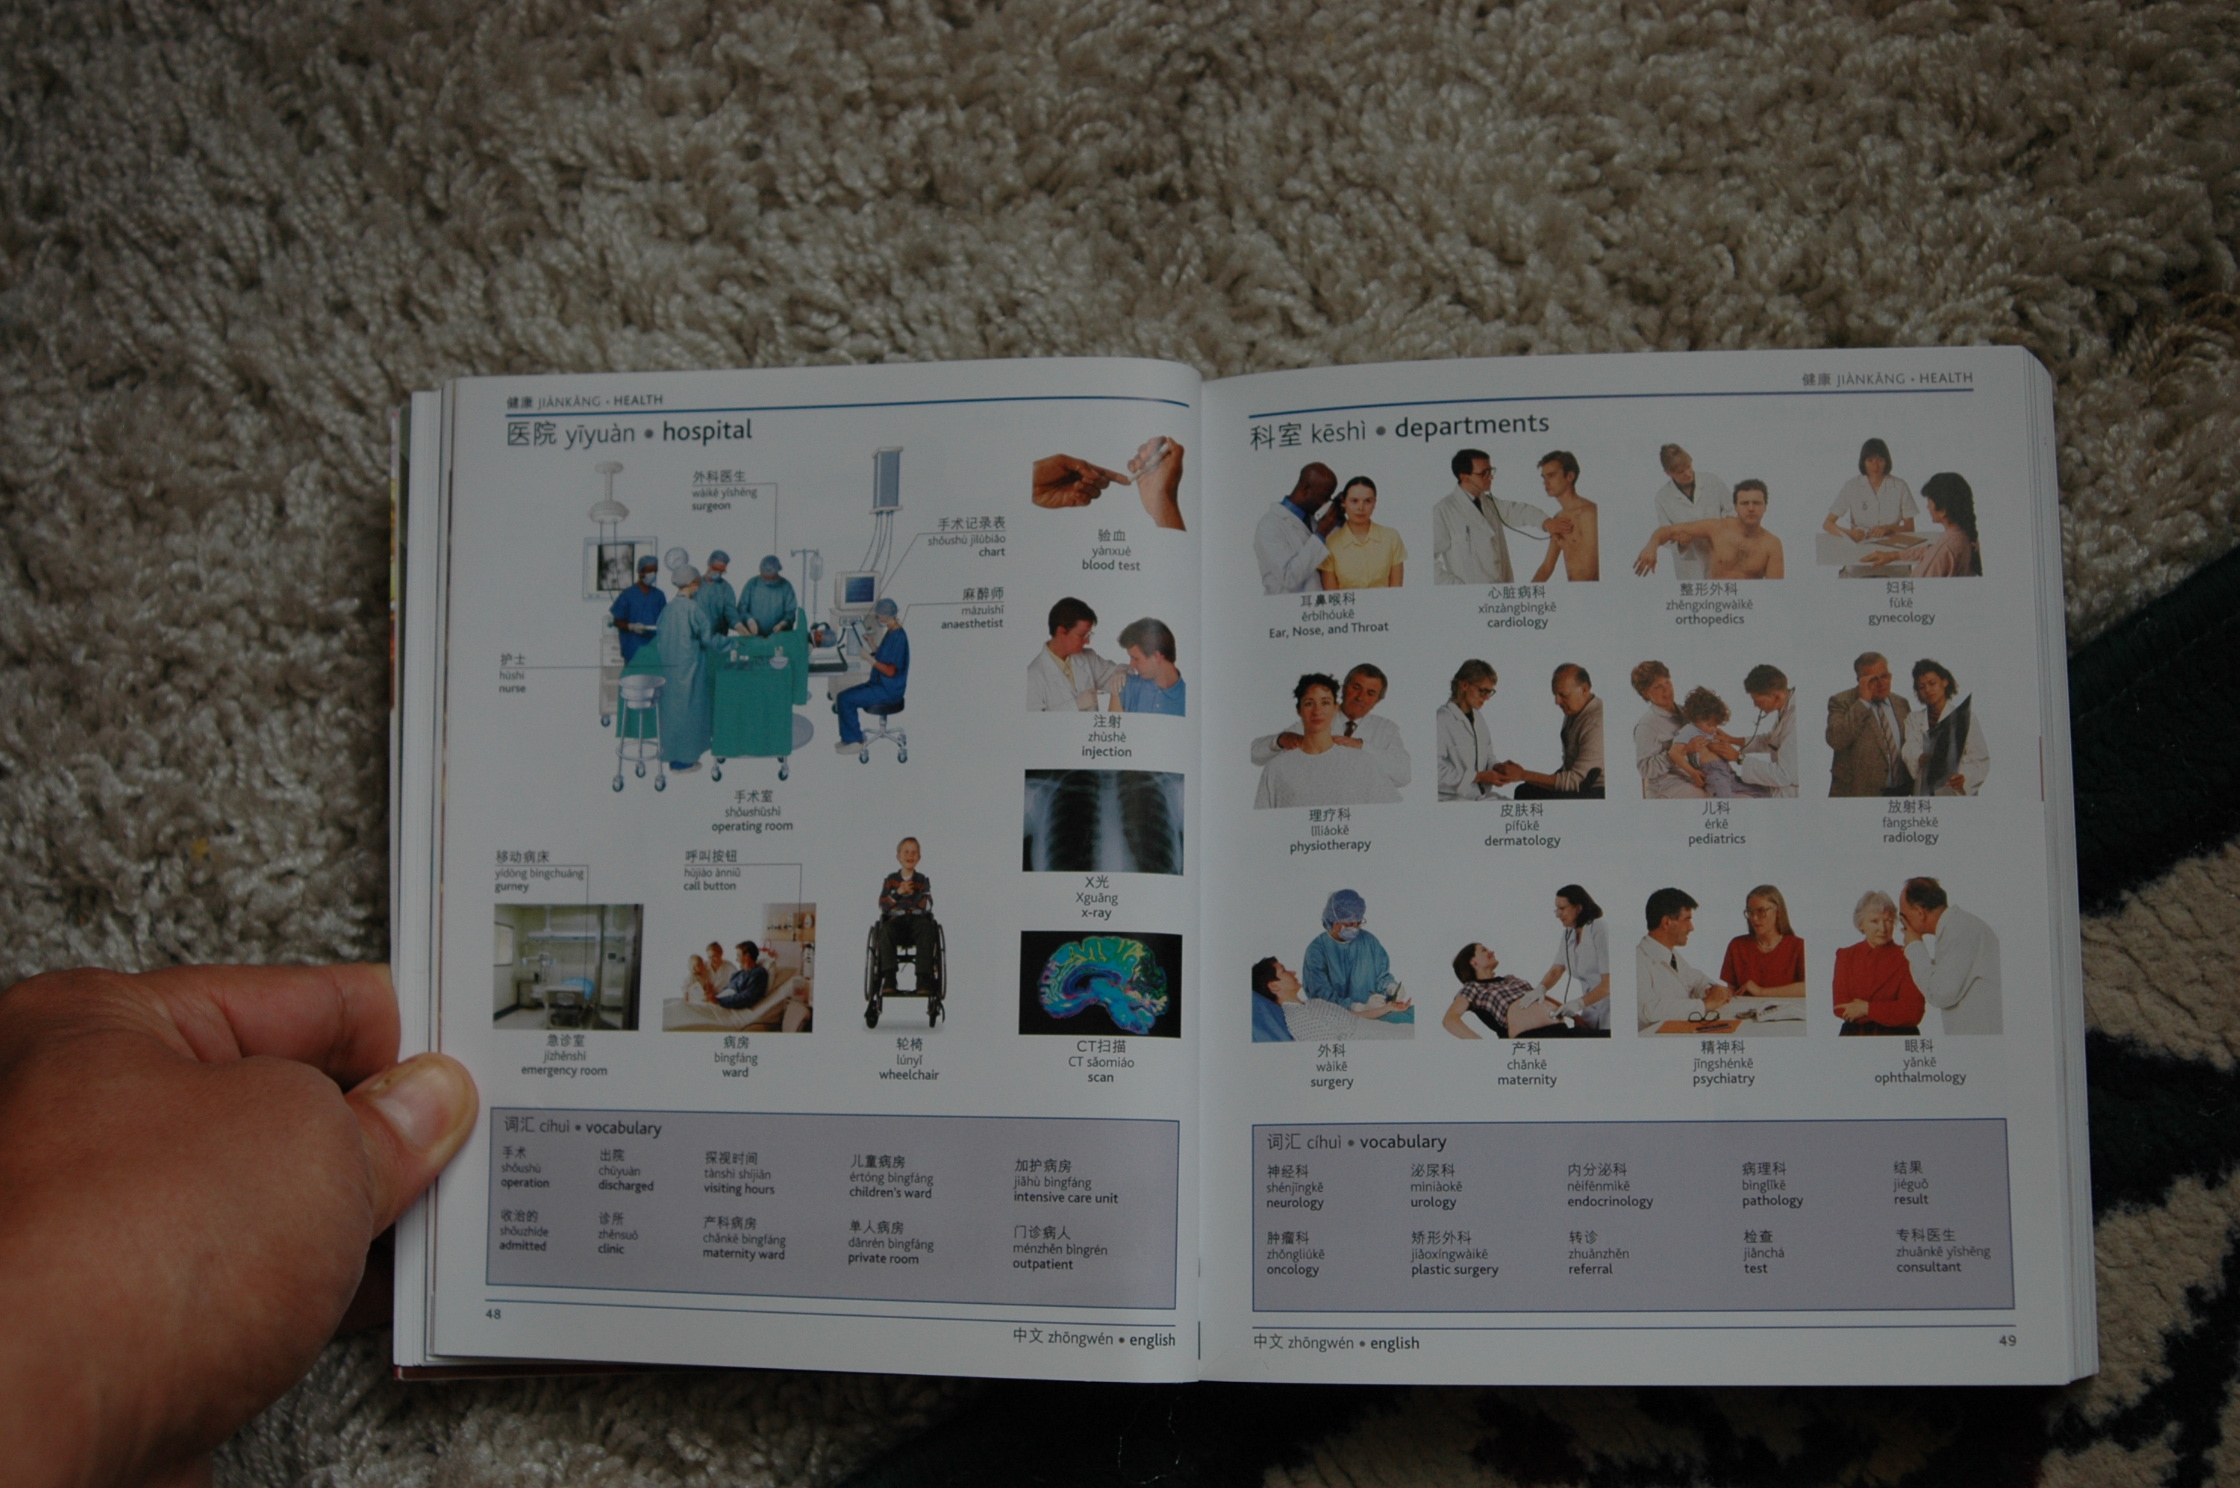 健康 JIÀNKĀNG • HEALTH
医院 yīyuàn • hospital
外科医生
wàikē yīshēng
surgeon
手术记录表
shǒushù jìlùbiǎo
chart
麻醉师
mázuìshī
anaesthetist
护士
hùshi
nurse
手术室
shǒushùshì
operating room
验血
yànxuè
blood test
注射
zhùshè
injection
X光
Xguāng
x-ray
CT扫描
CT sǎomiáo
scan
移动病床
yídòng bìngchuáng
gurney
急诊室
jízhěnshì
emergency room
呼叫按钮
hūjiào ànniǔ
call button
病房
bìngfáng
ward
轮椅
lúnyǐ
wheelchair
词汇 cíhuì • vocabulary
手术
shǒushù
operation
出院
chūyuàn
discharged
探视时间
tànshì shíjiān
visiting hours
儿童病房
értóng bìngfáng
children's ward
加护病房
jiāhù bìngfáng
intensive care unit
收治的
shōuzhìde
admitted
诊所
zhěnsuǒ
clinic
产科病房
chǎnkē bìngfáng
maternity ward
单人病房
dānrén bìngfáng
private room
门诊病人
ménzhěn bìngrén
outpatient
48
中文 zhōngwén • english
健康 JIÀNKĀNG • HEALTH
科室 kēshì • departments
耳鼻喉科
ěrbíhóukē
Ear, Nose, and Throat
心脏病科
xīnzàngbìngkē
cardiology
整形外科
zhěngxíngwàikē
orthopedics
妇科
fùkē
gynecology
理疗科
lǐliáokē
physiotherapy
皮肤科
pífūkē
dermatology
儿科
érkē
pediatrics
放射科
fàngshèkē
radiology
外科
wàikē
surgery
产科
chǎnkē
maternity
精神科
jīngshénkē
psychiatry
眼科
yǎnkē
ophthalmology
词汇 cíhuì • vocabulary
神经科
shénjīngkē
neurology
泌尿科
mìniàokē
urology
内分泌科
nèifēnmìkē
endocrinology
病理科
bìnglǐkē
pathology
结果
jiéguǒ
result
肿瘤科
zhǒngliúkē
oncology
矫形外科
jiǎoxíngwàikē
plastic surgery
转诊
zhuǎnzhěn
referral
检查
jiǎnchá
test
专科医生
zhuānkē yīshēng
consultant
中文 zhōngwén • english
49